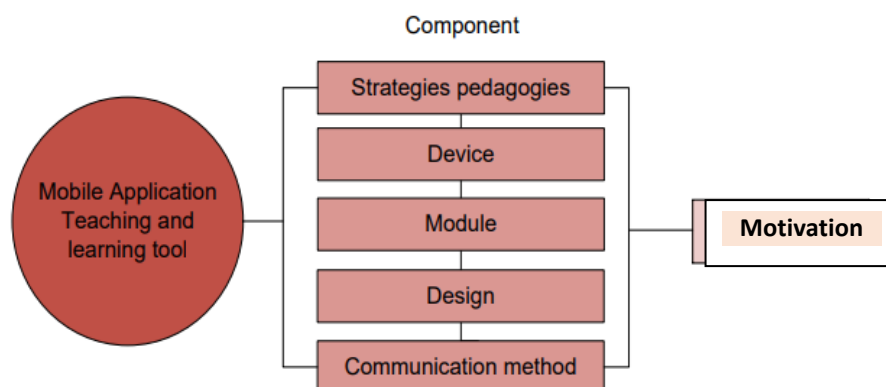 Component
Strategies pedagogies
Device
Mobile Application
Teaching and
learning tool
Module
Motivation
Design
Communication method